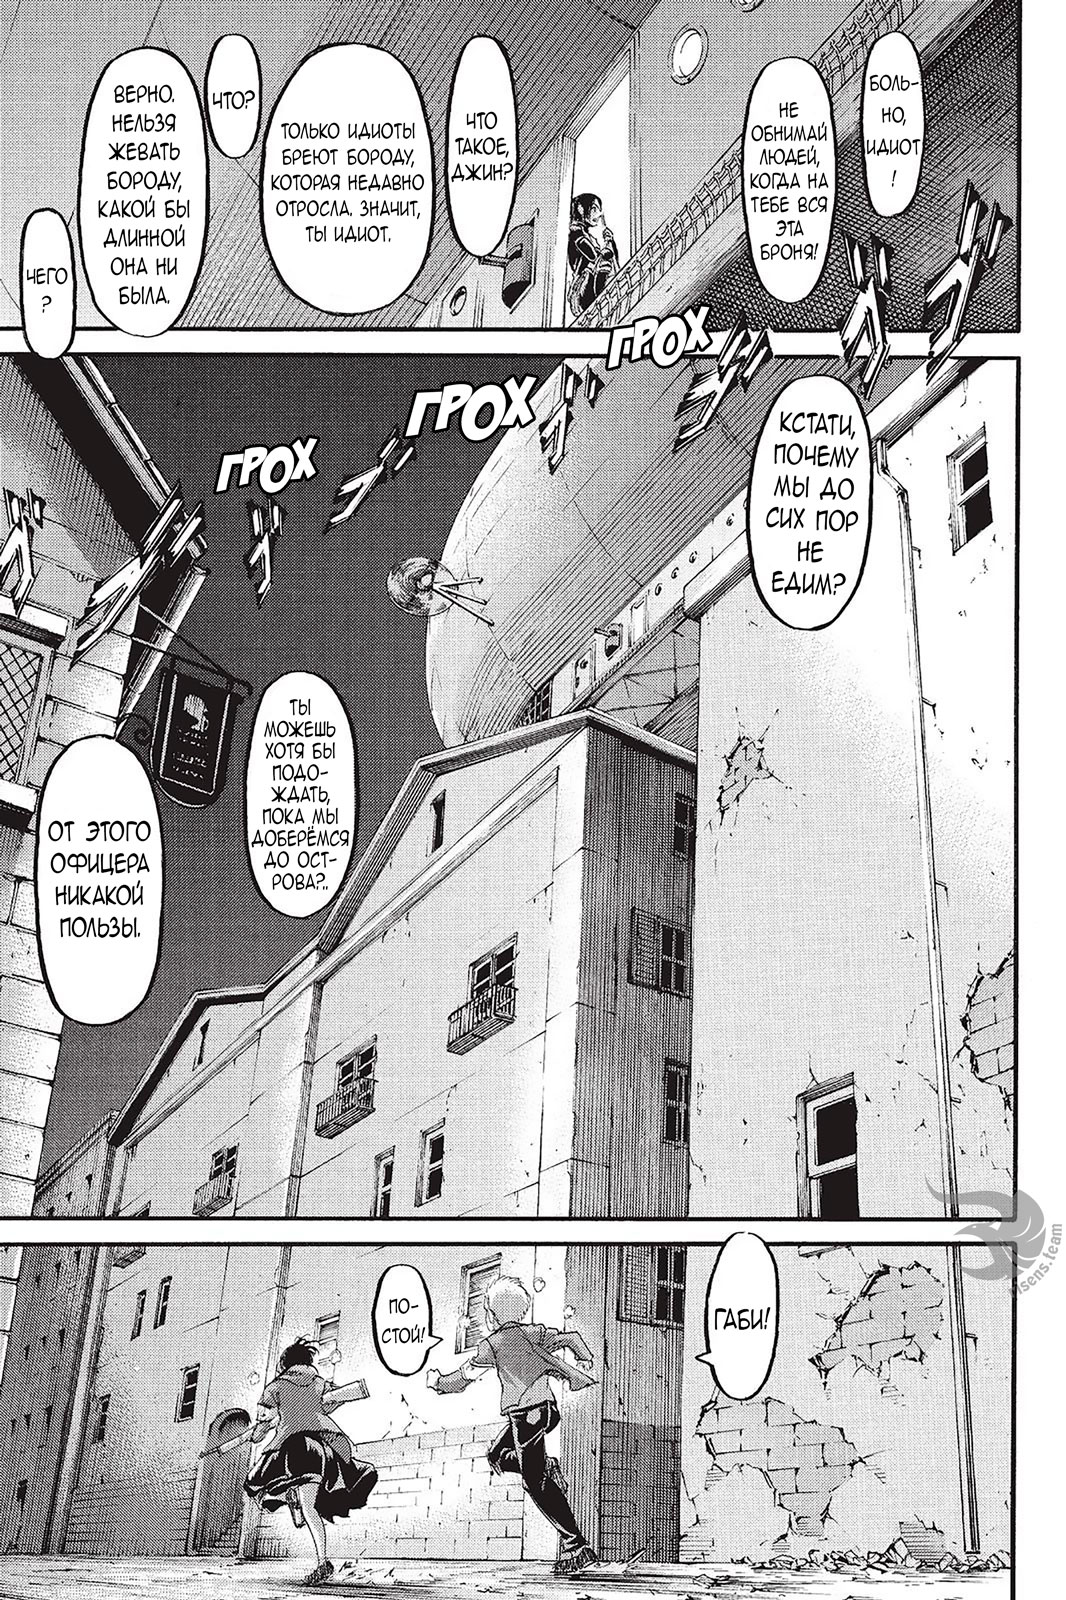 БОЛЬ-
НО,
ИДИОТ
!
НЕ
ОБНИМАЙ
ЛЮДЕЙ,
КОГДА НА
ТЕБЕ ВСЯ
ЭТА
БРОНЯ!
ЧТО
ТАКОЕ,
ДЖИН?
ТОЛЬКО ИДИОТЫ
БРЕЮТ БОРОДУ,
КОТОРАЯ НЕДАВНО
ОТРОСЛА. ЗНАЧИТ,
ТЫ ИДИОТ.
ЧТО?
ВЕРНО.
НЕЛЬЗЯ
ЖЕВАТЬ
БОРОДУ,
КАКОЙ БЫ
ДЛИННОЙ
ОНА НИ
БЫЛА.
ЧЕГО
?
ГРОХ
ГРОХ
ГРОХ
КСТАТИ,
ПОЧЕМУ
МЫ ДО
СИХ ПОР
НЕ
ЕДИМ?
ТЫ
МОЖЕШЬ
ХОТЯ БЫ
ПОДО-
ЖДАТЬ,
ПОКА МЫ
ДОБЕРЁМСЯ
ДО ОСТ-
РОВА?..
ОТ ЭТОГО
ОФИЦЕРА
НИКАКОЙ
ПОЛЬЗЫ.
ГАБИ!
ПО-
СТОЙ!
risens.team